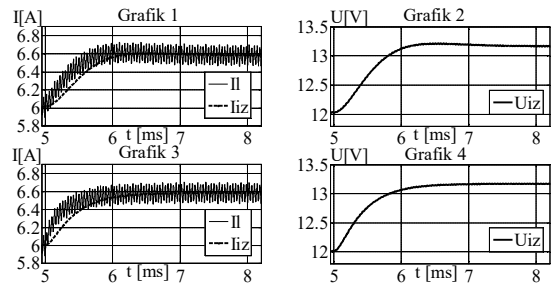 I[A] Grafik 1
6.8
6.6
6.4
6.2
6
5.8
Il
Iiz
5 6 t [ms] 7 8
U[V] Grafik 2
13.5
13
12.5
12
Uiz
5 6 t [ms] 7 8
I[A] Grafik 3
6.8
6.6
6.4
6.2
6
5.8
Il
Iiz
5 6 t [ms] 7 8
U[V] Grafik 4
13.5
13
12.5
12
Uiz
5 6 t [ms] 7 8